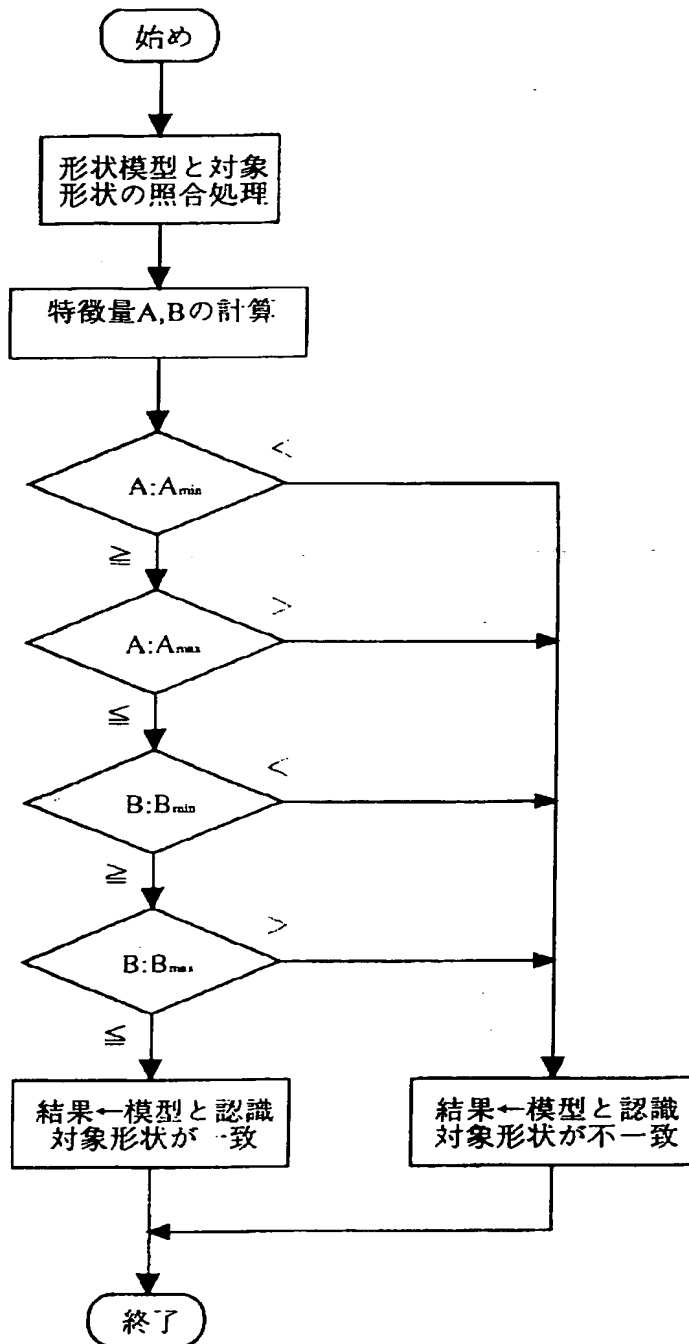 始め
形状模型と対象
形状の照合処理
特徴量A,Bの計算
<
A:Amin
≧
>
A:Amax
≦
<
B:Bmin
≧
>
B:Bmax
≦
結果←模型と認識
対象形状が一致
結果←模型と認識
対象形状が不一致
終了